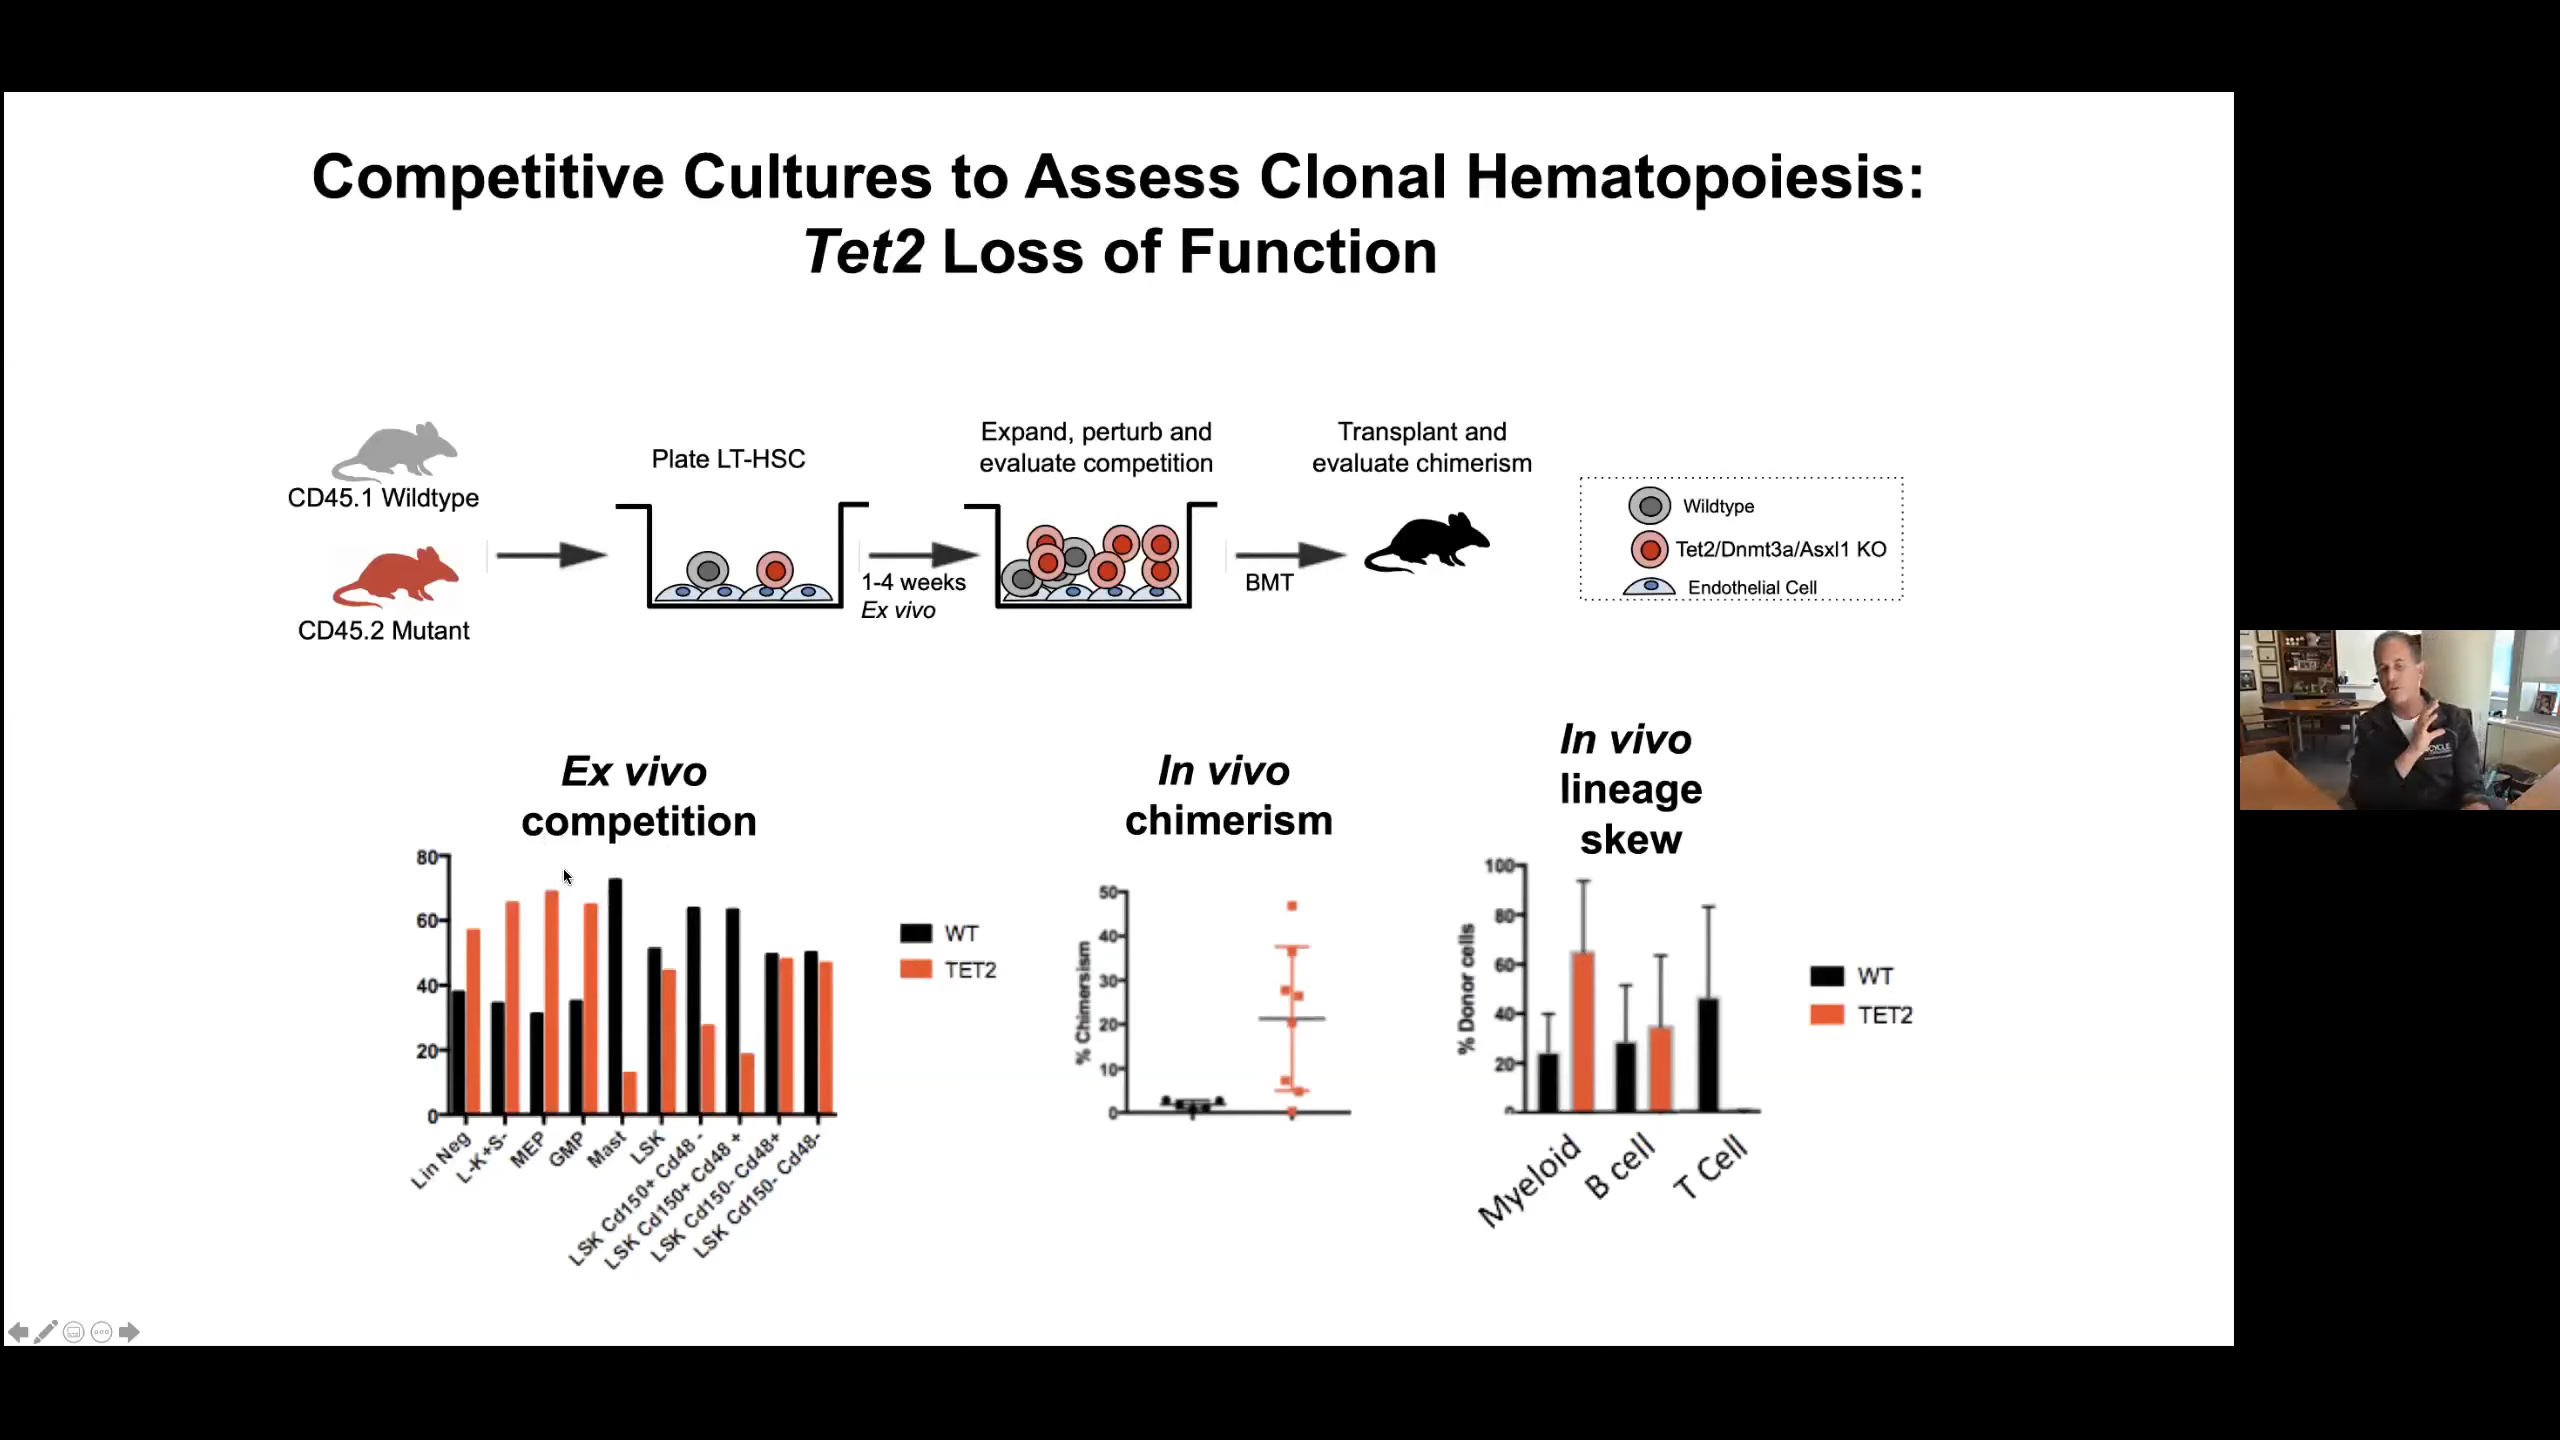 Competitive Cultures to Assess Clonal Hematopoiesis:
Tet2 Loss of Function
CD45.1 Wildtype
CD45.2 Mutant
Plate LT-HSC
1-4 weeks
Ex vivo
Expand, perturb and
evaluate competition
BMT
Transplant and
evaluate chimerism
Wildtype
Tet2/Dnmt3a/Asxl1 KO
Endothelial Cell
Ex vivo
competition
80
60
40
20
0
Lin Neg
L-K+S-
MEP
GMP
Mast
LSK
LSK Cd150+ Cd48 -
LSK Cd150+ Cd48 +
LSK Cd150- Cd48+
LSK Cd150- Cd48-
WT
TET2
In vivo
chimerism
% Chimersism
50
40
30
20
10
0
In vivo
lineage
skew
% Donor cells
100
80
60
40
20
0
Myeloid
B cell
T Cell
WT
TET2